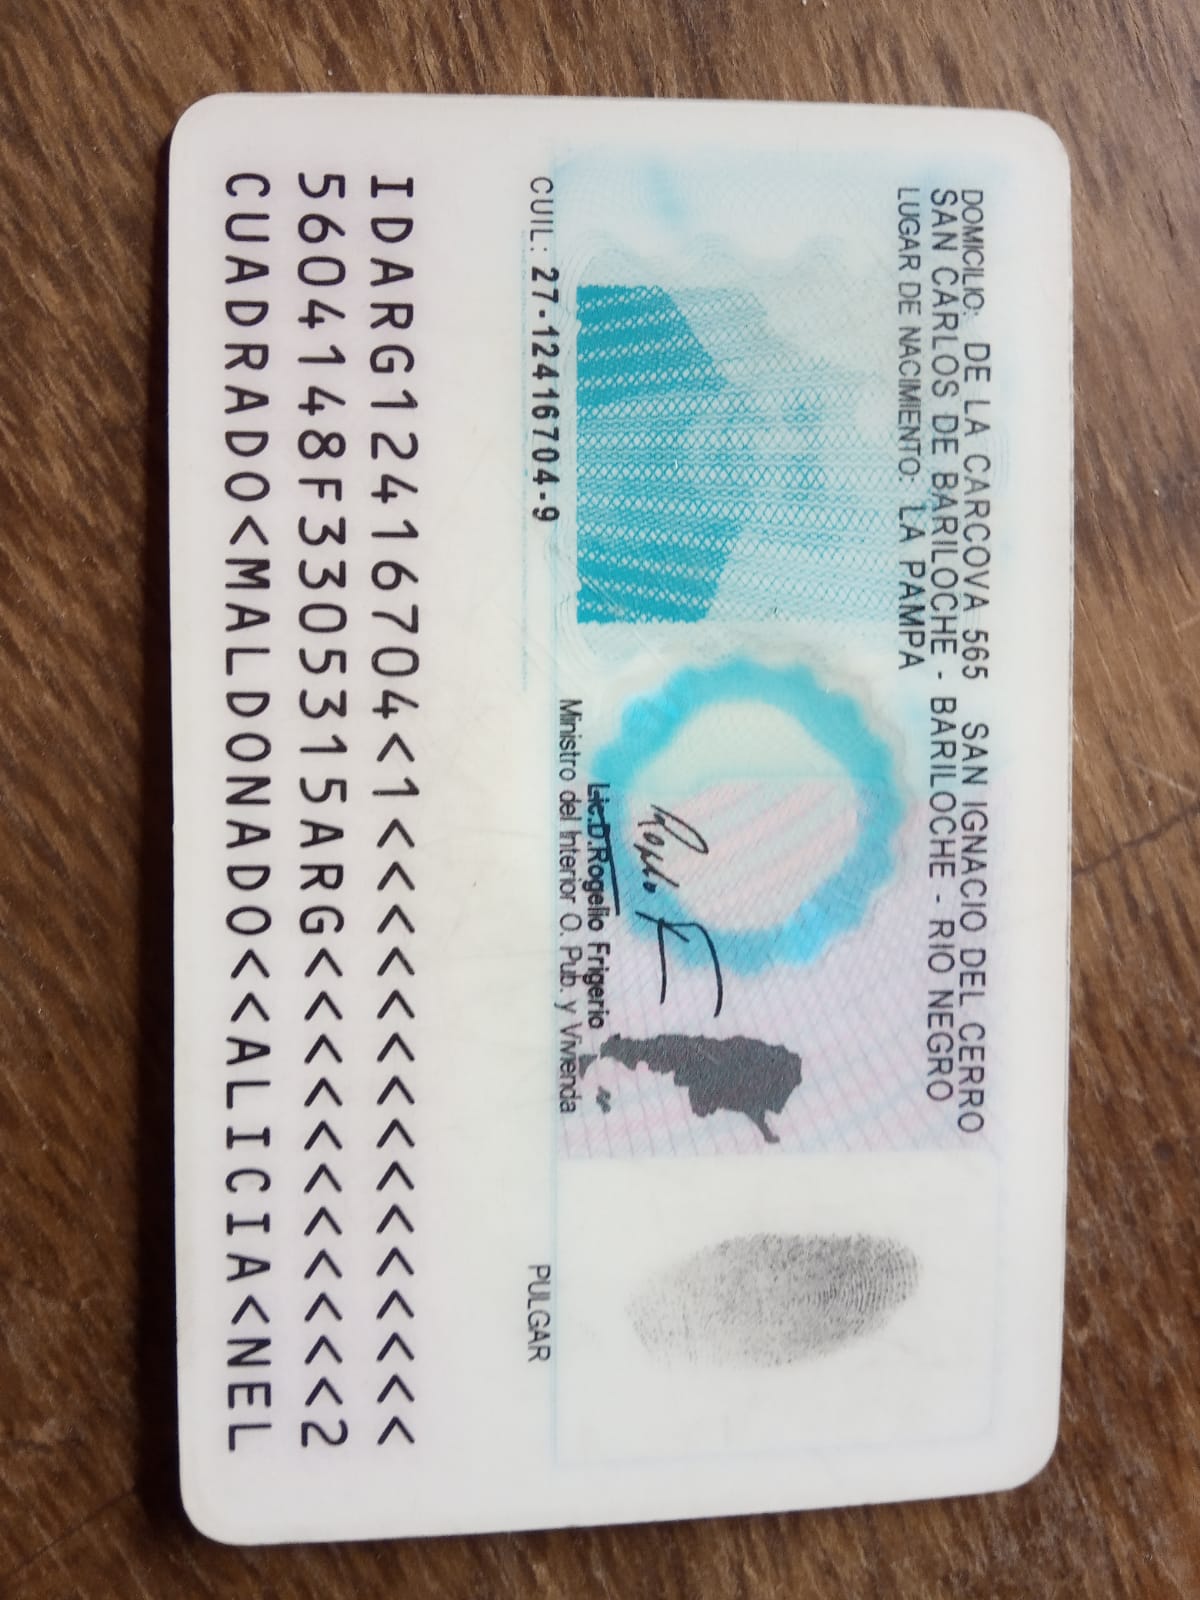 DOMICILIO: DE LA CARCOVA 565 SAN IGNACIO DEL CERRO
SAN CARLOS DE BARILOCHE - BARILOCHE - RIO NEGRO
LUGAR DE NACIMIENTO: LA PAMPA
Lic.D.Rogelio Frigerio
Ministro del Interior O. Pub. y Vivienda
CUIL: 27-12416704-9
PULGAR
IDARG12416704<1<<<<<<<<<<<<<<<
5604148F3305315ARG<<<<<<<<<<<2
CUADRADO<MALDONADO<<ALICIA<NEL